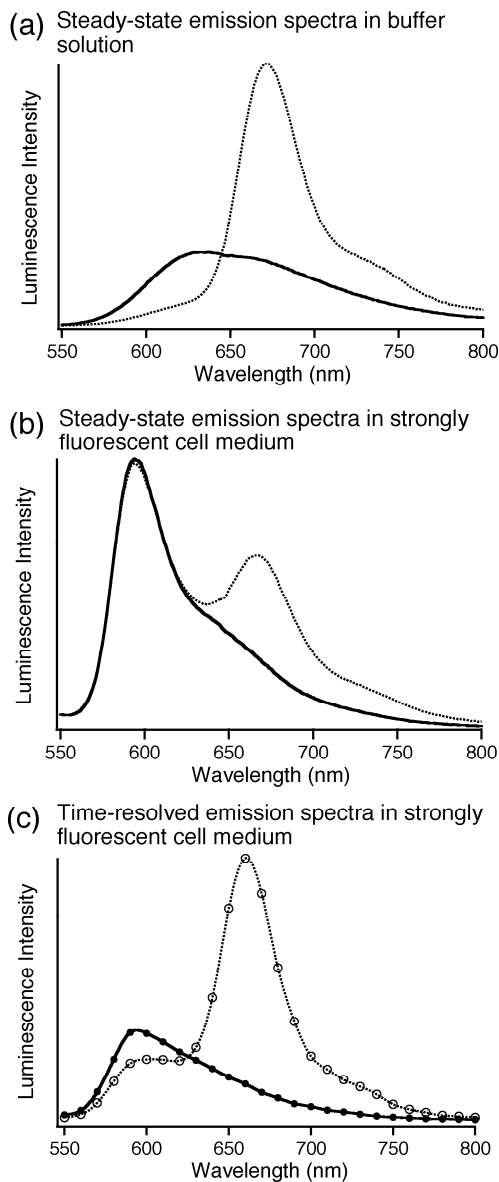 (a) Steady-state emission spectra in buffer
solution
Luminescence Intensity
550 600 650 700 750 800
Wavelength (nm)
(b) Steady-state emission spectra in strongly
fluorescent cell medium
Luminescence Intensity
550 600 650 700 750 800
Wavelength (nm)
(c) Time-resolved emission spectra in strongly
fluorescent cell medium
Luminescence Intensity
550 600 650 700 750 800
Wavelength (nm)